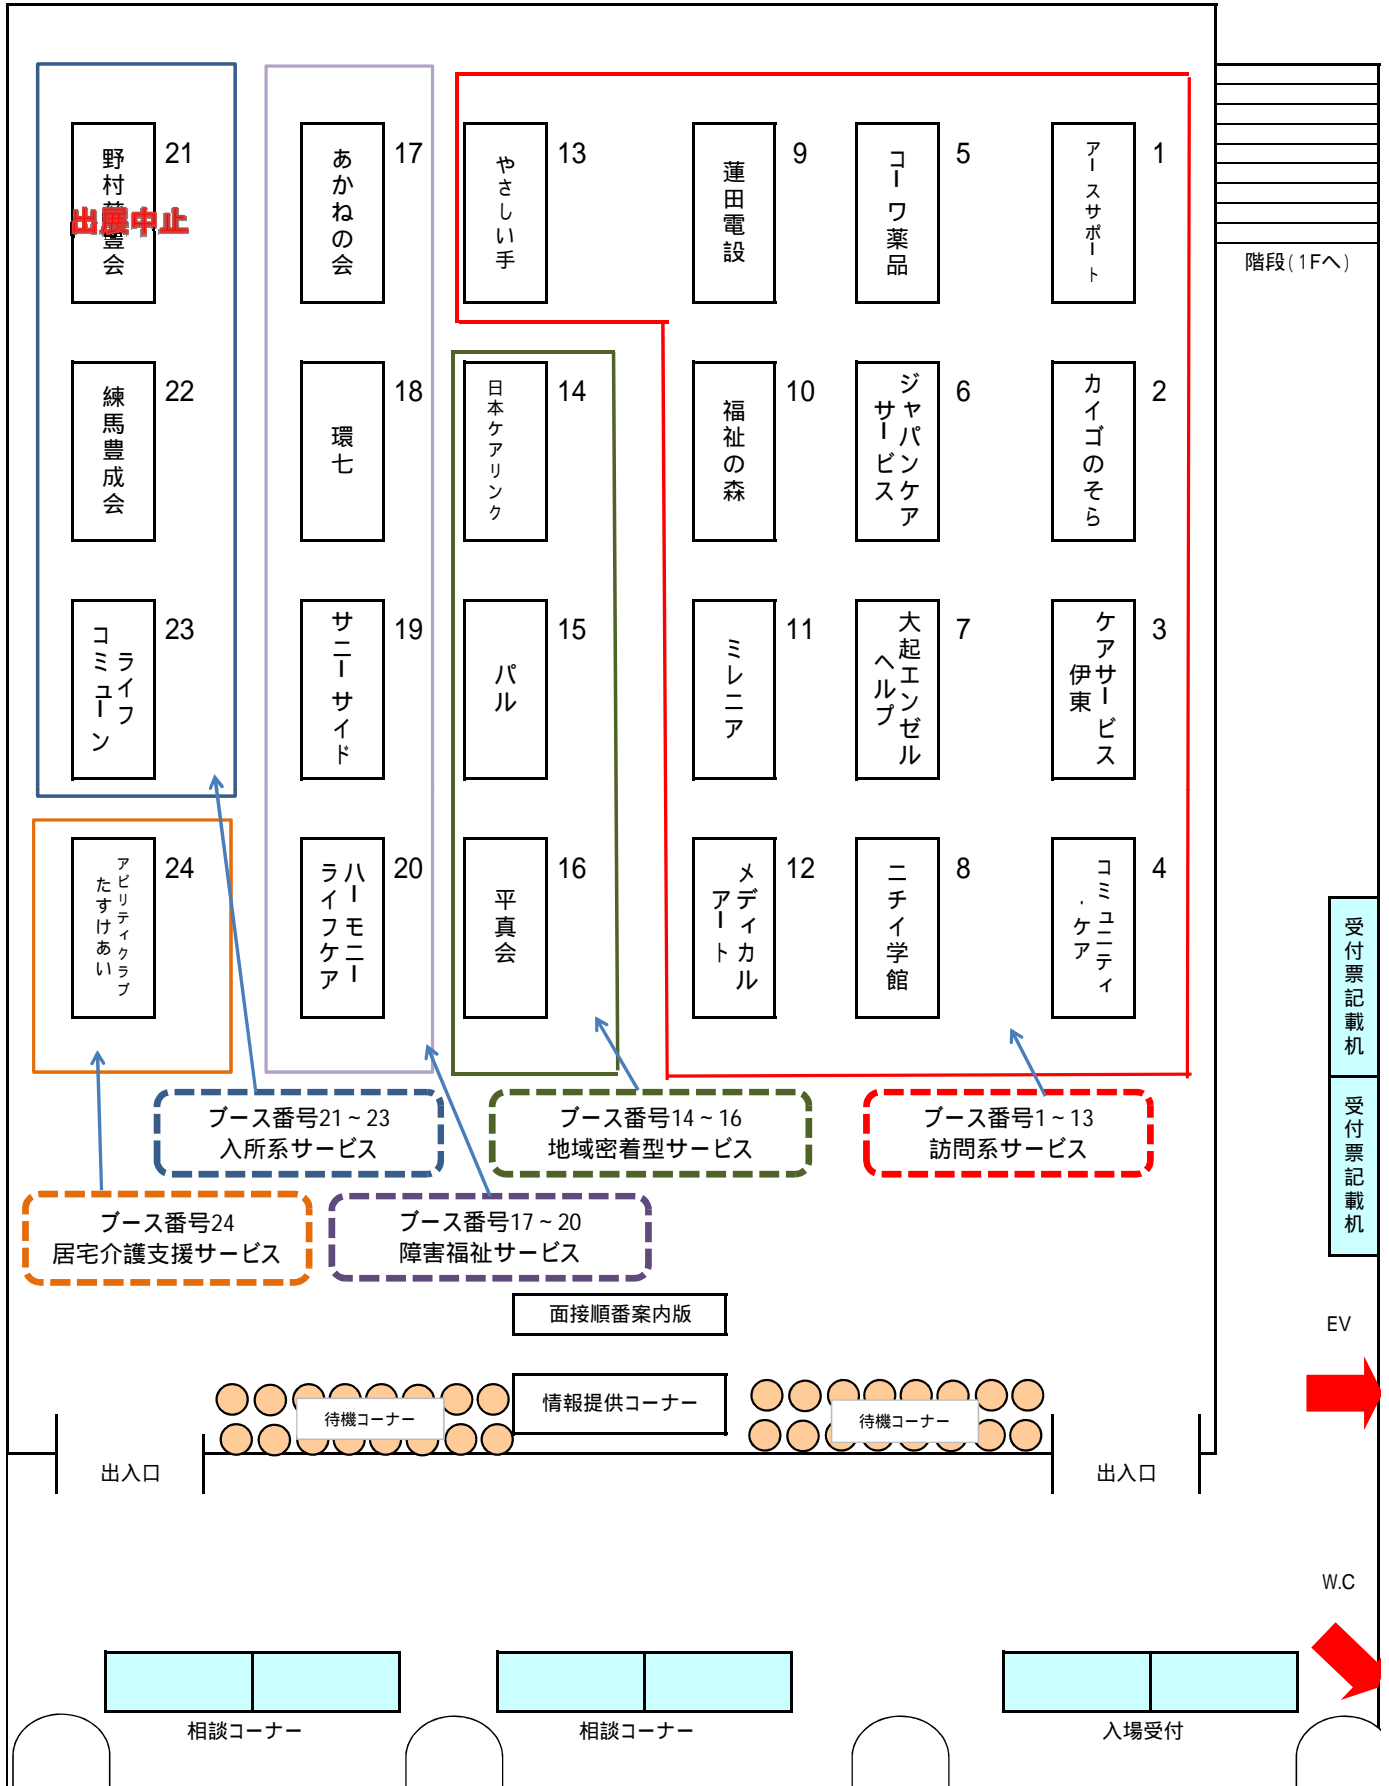 野村
豊会
21
出展中止
あかねの会
17
やさしい手
13
蓮田電設
9
コーワ薬品
5
アースサポート
1
階段(1Fへ)
練馬豊成会
22
環七
18
日本ケアリンク
14
福祉の森
10
ジャパンケア
サービス
6
カイゴのそら
2
ライフ
コミューン
23
サニーサイド
19
パル
15
ミレニア
11
大起エンゼル
ヘルプ
7
ケアサービス
伊東
3
アビリティクラブ
たすけあい
24
ハーモニー
ライフケア
20
平真会
16
メディカル
アート
12
ニチイ学館
8
コミュニティ
・ケア
4
受付票記載机
受付票記載机
ブース番号21~23
入所系サービス
ブース番号14~16
地域密着型サービス
ブース番号1~13
訪問系サービス
ブース番号24
居宅介護支援サービス
ブース番号17~20
障害福祉サービス
面接順番案内版
EV
待機コーナー
情報提供コーナー
待機コーナー
出入口
出入口
W.C
相談コーナー
相談コーナー
入場受付